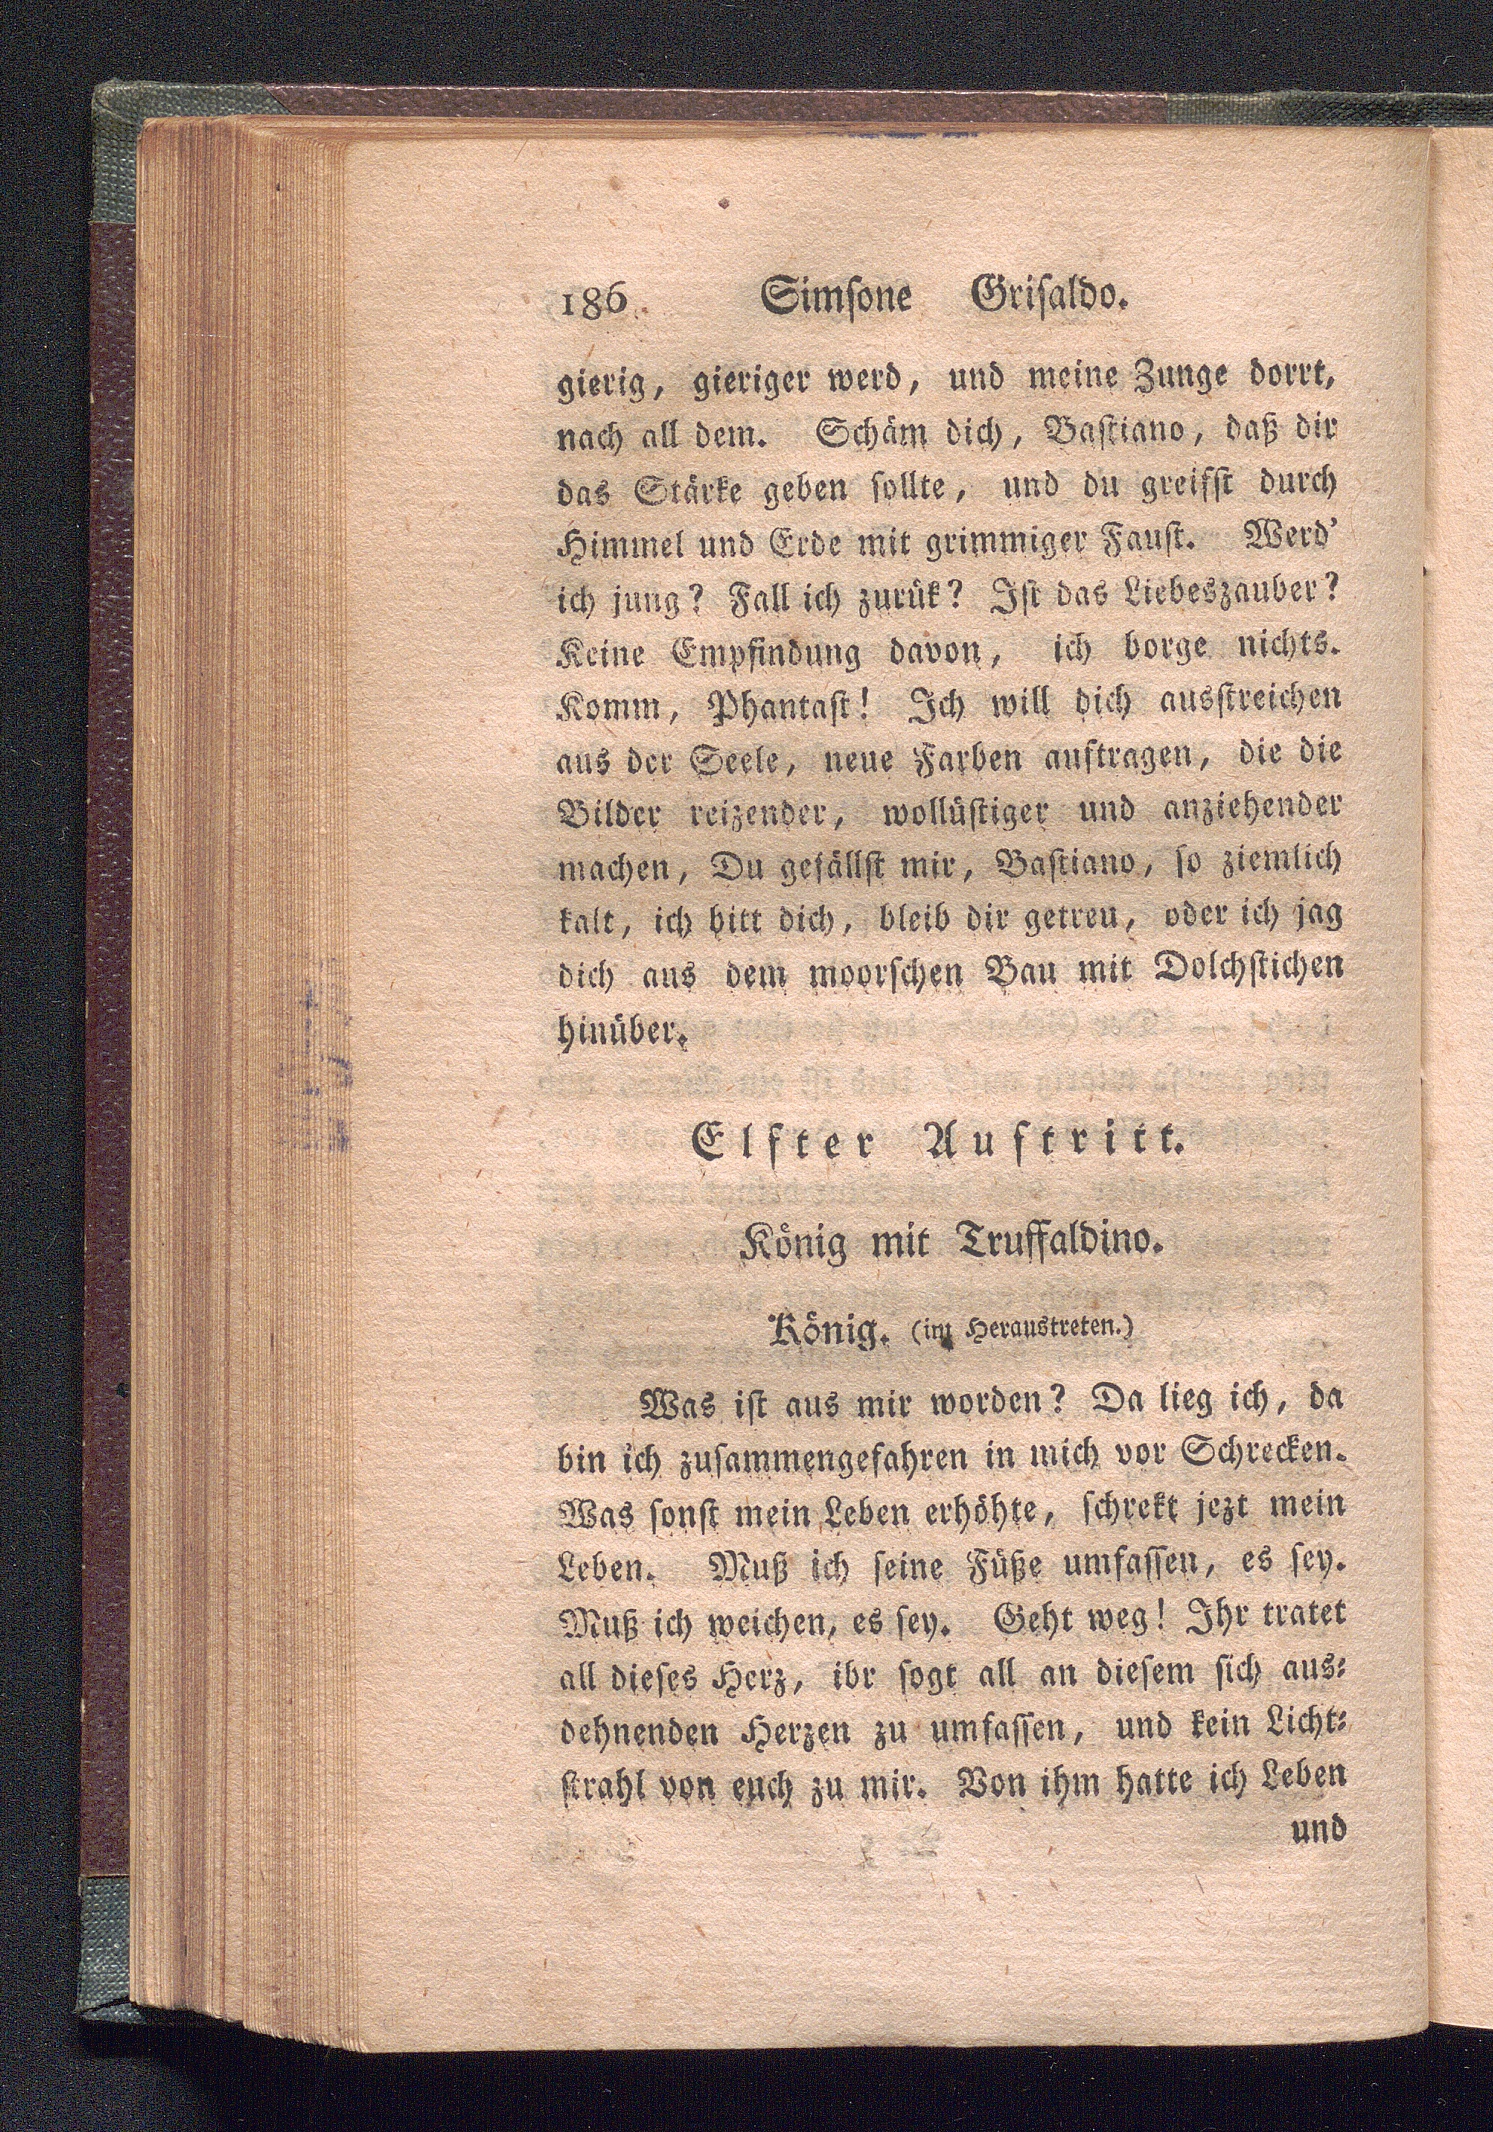 186 Simſone Griſaldo.
gierig, gieriger werd, und meine Zunge dorrt,
nach all dem. Schäm dich, Baſtiano, daß dir
das Stärke geben ſollte, und du greifſt durch
Himmel und Erde mit grimmiger Fauſt. Werd'
ich jung? Fall ich zurük? Iſt das Liebeszauber?
Keine Empfindung davon, ich borge nichts.
Komm, Phantaſt! Ich will dich ausſtreichen
aus der Seele, neue Farben auftragen, die die
Bilder reizender, wollüſtiger und anziehender
machen, Du gefällſt mir, Baſtiano, ſo ziemlich
kalt, ich bitt dich, bleib dir getreu, oder ich jag
dich aus dem moorſchen Bau mit Dolchſtichen
hinüber.
Elfter Auftritt.
König mit Truffaldino.
König. (im Heraustreten.)
Was iſt aus mir worden? Da lieg ich, da
bin ich zuſammengefahren in mich vor Schrecken.
Was ſonſt mein Leben erhöhte, ſchrekt jezt mein
Leben. Muß ich ſeine Füße umfaſſen, es ſey.
Muß ich weichen, es ſey. Geht weg! Ihr tratet
all dieſes Herz, ibr ſogt all an dieſem ſich aus⸗
dehnenden Herzen zu umfaſſen, und kein Licht⸗
ſtrahl von euch zu mir. Von ihm hatte ich Leben
und